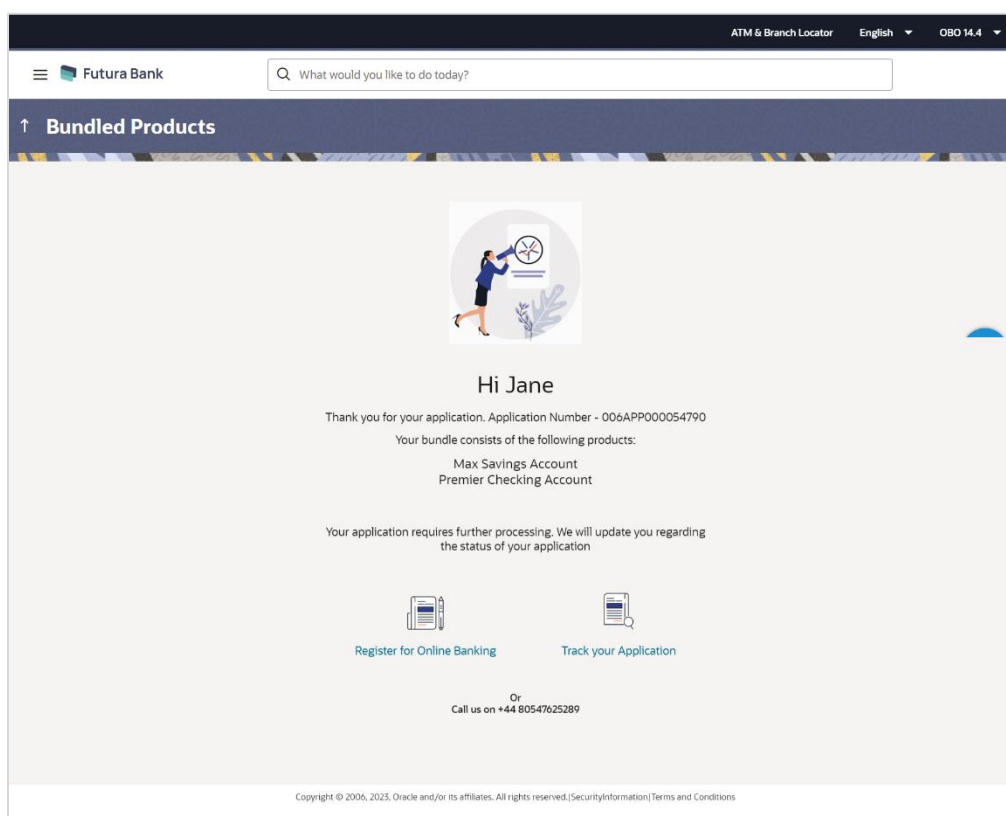 ATM & Branch Locator English OBO 14.4
Futura Bank What would you like to do today?
Bundled Products
Hi Jane
Thank you for your application. Application Number - 006APP000054790
Your bundle consists of the following products:
Max Savings Account
Premier Checking Account
Your application requires further processing. We will update you regarding
the status of your application
Register for Online Banking Track your Application
Or
Call us on +44 80547625289
Copyright © 2006, 2023, Oracle and/or its affiliates. All rights reserved.|SecurityInformation|Terms and Conditions